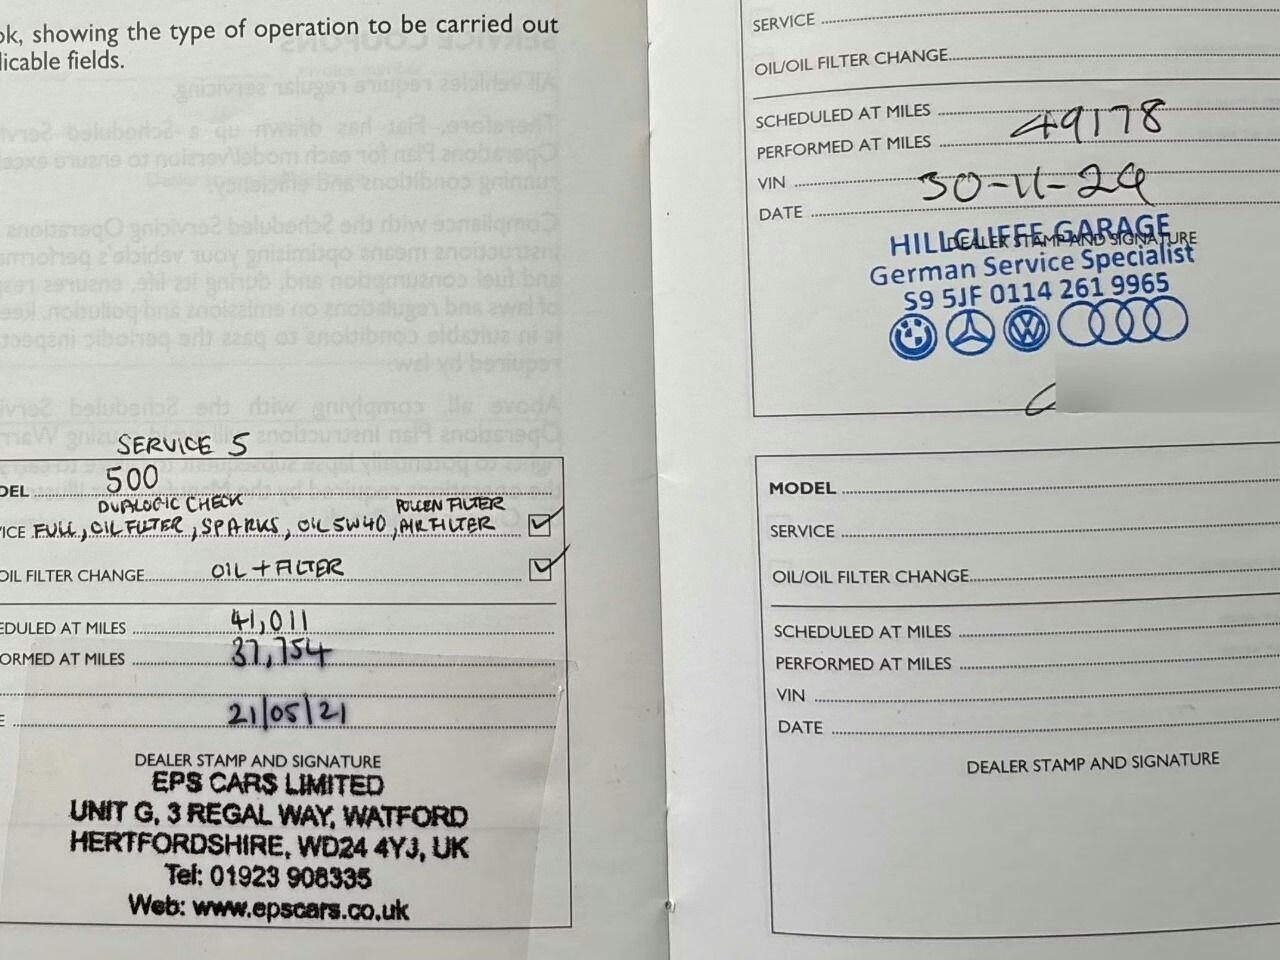 ok, showing the type of operation to be carried out
licable fields.
SERVICE 5
DEL 500
DUALOGIC CHECK POLLEN FILTER
ICE FULL, OIL FILTER, SPARKS, OIL 5W40, AIR FILTER
OIL FILTER CHANGE OIL + FILTER
EDULED AT MILES 41,011
ORMED AT MILES 37,754
E 21/05/21
DEALER STAMP AND SIGNATURE
EPS CARS LIMITED
UNIT G, 3 REGAL WAY, WATFORD
HERTFORDSHIRE, WD24 4YJ, UK
Tel: 01923 908335
Web: www.epscars.co.uk
SERVICE
OIL/OIL FILTER CHANGE
SCHEDULED AT MILES
PERFORMED AT MILES 49178
VIN
DATE 30-11-24
DEALER STAMP AND SIGNATURE
HILLCLIFFE GARAGE
German Service Specialist
S9 5JF 0114 261 9965
MODEL
SERVICE
OIL/OIL FILTER CHANGE
SCHEDULED AT MILES
PERFORMED AT MILES
VIN
DATE
DEALER STAMP AND SIGNATURE